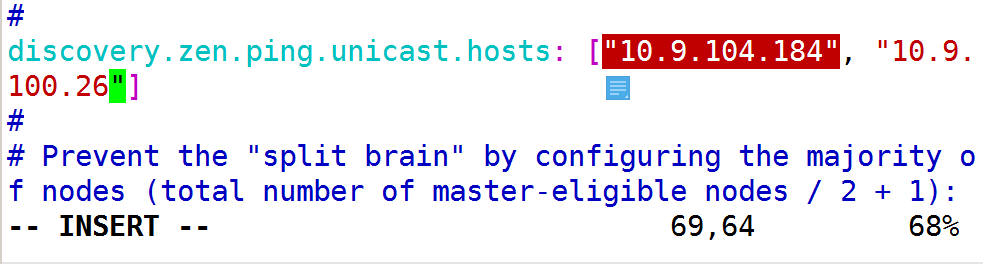 #
discovery.zen.ping.unicast.hosts: ["10.9.104.184", "10.9.
100.26"]
#
# Prevent the "split brain" by configuring the majority o
f nodes (total number of master-eligible nodes / 2 + 1):
-- INSERT -- 69,64 68%